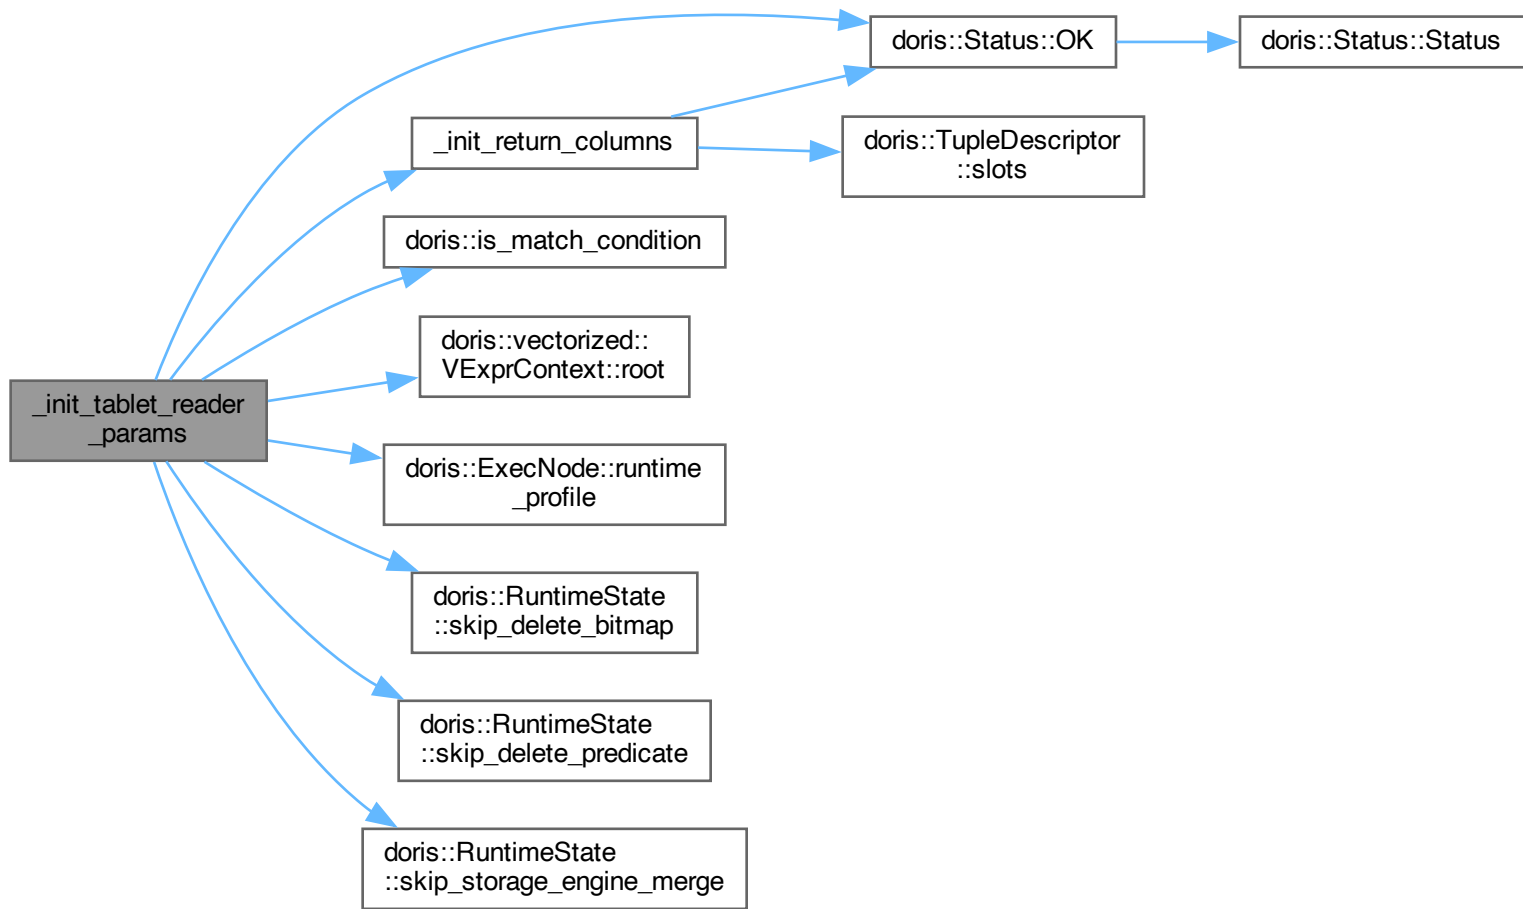 doris::Status::OK
doris::Status::Status
_init_return_columns
doris::TupleDescriptor
::slots
doris::is_match_condition
doris::vectorized::
VExprContext::root
_init_tablet_reader
_params
doris::ExecNode::runtime
_profile
doris::RuntimeState
::skip_delete_bitmap
doris::RuntimeState
::skip_delete_predicate
doris::RuntimeState
::skip_storage_engine_merge